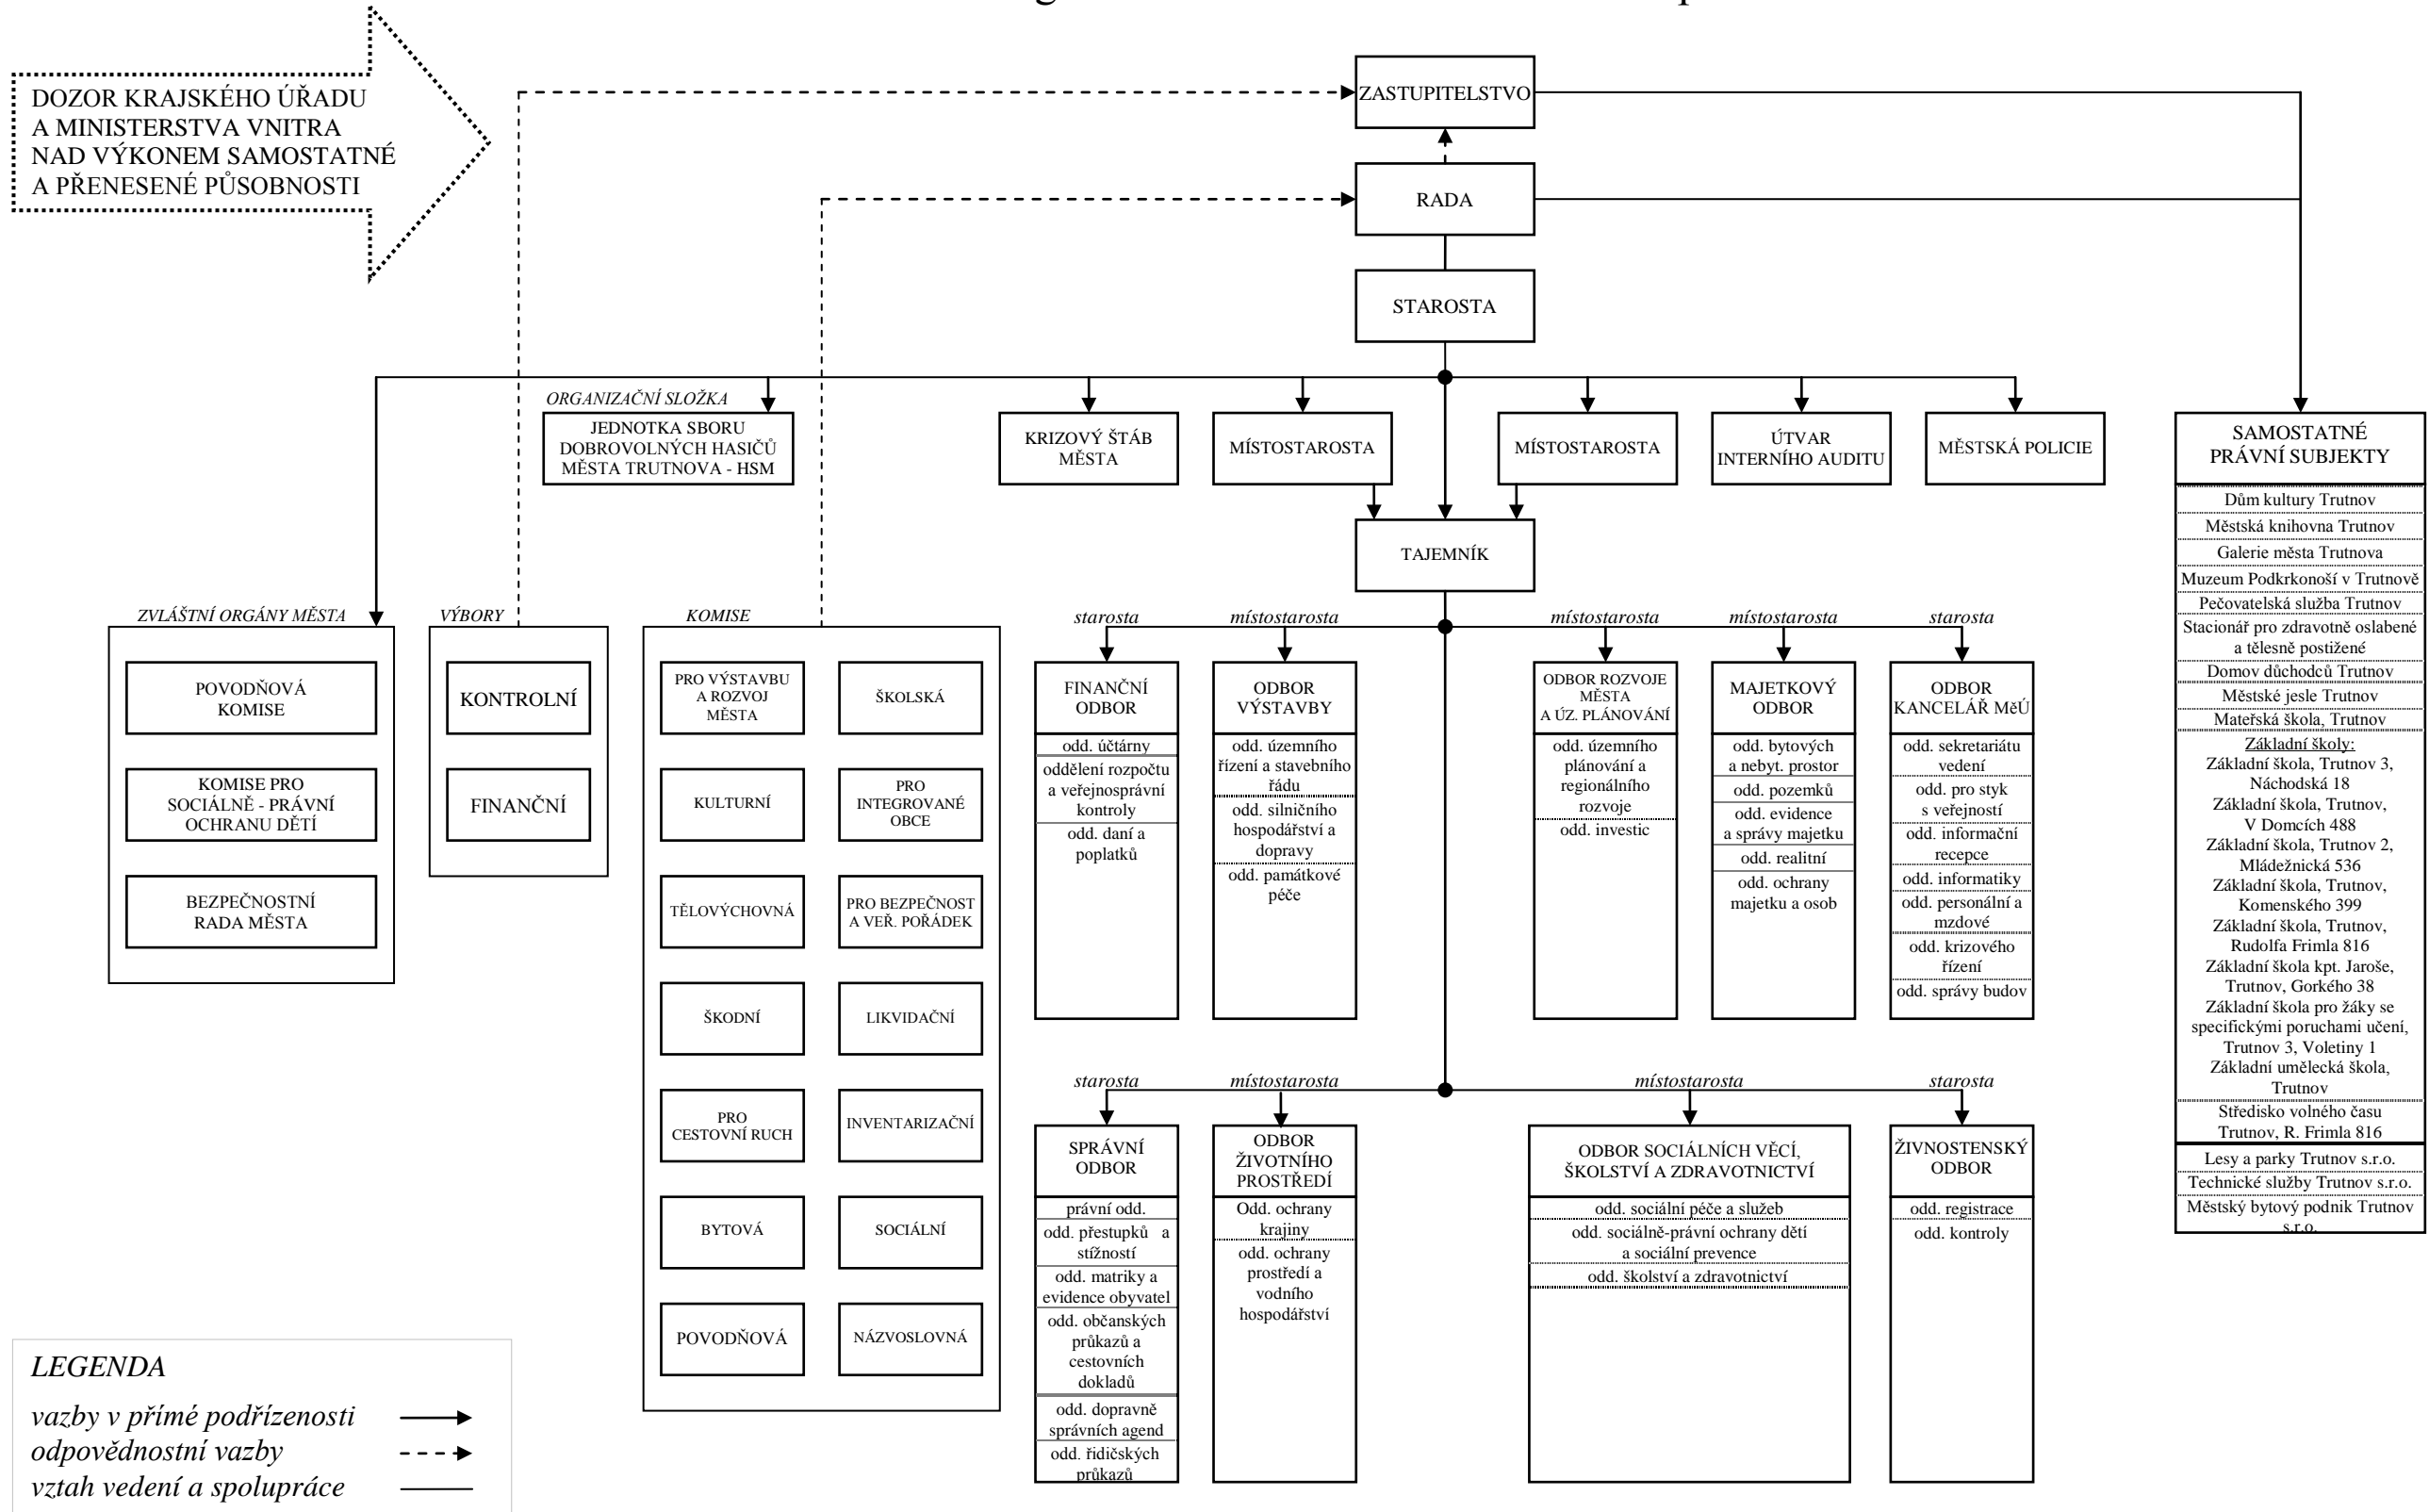 DOZOR KRAJSKÉHO ÚŘADU
A MINISTERSTVA VNITRA
NAD VÝKONEM SAMOSTATNÉ
A PŘENESENÉ PŮSOBNOSTI
ZASTUPITELSTVO
RADA
STAROSTA
ORGANIZAČNÍ SLOŽKA
JEDNOTKA SBORU
DOBROVOLNÝCH HASIČŮ
MĚSTA TRUTNOVA - HSM
KRIZOVÝ ŠTÁB
MĚSTA
MÍSTOSTAROSTA
MÍSTOSTAROSTA
ÚTVAR
INTERNÍHO AUDITU
MĚSTSKÁ POLICIE
TAJEMNÍK
ZVLÁŠTNÍ ORGÁNY MĚSTA
POVODŇOVÁ
KOMISE
KOMISE PRO
SOCIÁLNĚ - PRÁVNÍ
OCHRANU DĚTÍ
BEZPEČNOSTNÍ
RADA MĚSTA
VÝBORY
KONTROLNÍ
FINANČNÍ
KOMISE
PRO VÝSTAVBU
A ROZVOJ
MĚSTA
ŠKOLSKÁ
KULTURNÍ
PRO
INTEGROVANÉ
OBCE
TĚLOVÝCHOVNÁ
PRO BEZPEČNOST
A VEŘ. POŘÁDEK
ŠKODNÍ
LIKVIDAČNÍ
PRO
CESTOVNÍ RUCH
INVENTARIZAČNÍ
BYTOVÁ
SOCIÁLNÍ
POVODŇOVÁ
NÁZVOSLOVNÁ
starosta
FINANČNÍ
ODBOR
odd. účtárny
oddělení rozpočtu
a veřejnosprávní
kontroly
odd. daní a
poplatků
místostarosta
ODBOR
VÝSTAVBY
odd. územního
řízení a stavebního
řádu
odd. silničního
hospodářství a
dopravy
odd. památkové
péče
místostarosta
ODBOR ROZVOJE
MĚSTA
A ÚZ. PLÁNOVÁNÍ
odd. územního
plánování a
regionálního
rozvoje
odd. investic
místostarosta
MAJETKOVÝ
ODBOR
odd. bytových
a nebyt. prostor
odd. pozemků
odd. evidence
a správy majetku
odd. realitní
odd. ochrany
majetku a osob
starosta
ODBOR
KANCELÁŘ MěÚ
odd. sekretariátu
vedení
odd. pro styk
s veřejností
odd. informační
recepce
odd. informatiky
odd. personální a
mzdové
odd. krizového
řízení
odd. správy budov
starosta
SPRÁVNÍ
ODBOR
právní odd.
odd. přestupků a
stížností
odd. matriky a
evidence obyvatel
odd. občanských
průkazů a
cestovních
dokladů
odd. dopravně
správních agend
odd. řidičských
průkazů
místostarosta
ODBOR
ŽIVOTNÍHO
PROSTŘEDÍ
Odd. ochrany
krajiny
odd. ochrany
prostředí a
vodního
hospodářství
místostarosta
ODBOR SOCIÁLNÍCH VĚCÍ,
ŠKOLSTVÍ A ZDRAVOTNICTVÍ
odd. sociální péče a služeb
odd. sociálně-právní ochrany dětí
a sociální prevence
odd. školství a zdravotnictví
starosta
ŽIVNOSTENSKÝ
ODBOR
odd. registrace
odd. kontroly
SAMOSTATNÉ
PRÁVNÍ SUBJEKTY
Dům kultury Trutnov
Městská knihovna Trutnov
Galerie města Trutnova
Muzeum Podkrkonoší v Trutnově
Pečovatelská služba Trutnov
Stacionář pro zdravotně oslabené
a tělesně postižené
Domov důchodců Trutnov
Městské jesle Trutnov
Mateřská škola, Trutnov
Základní školy:
Základní škola, Trutnov 3,
Náchodská 18
Základní škola, Trutnov,
V Domcích 488
Základní škola, Trutnov 2,
Mládežnická 536
Základní škola, Trutnov,
Komenského 399
Základní škola, Trutnov,
Rudolfa Frimla 816
Základní škola kpt. Jaroše,
Trutnov, Gorkého 38
Základní škola pro žáky se
specifickými poruchami učení,
Trutnov 3, Voletiny 1
Základní umělecká škola,
Trutnov
Středisko volného času
Trutnov, R. Frimla 816
Lesy a parky Trutnov s.r.o.
Technické služby Trutnov s.r.o.
Městský bytový podnik Trutnov
s.r.o.
LEGENDA
vazby v přímé podřízenosti
odpovědnostní vazby
vztah vedení a spolupráce